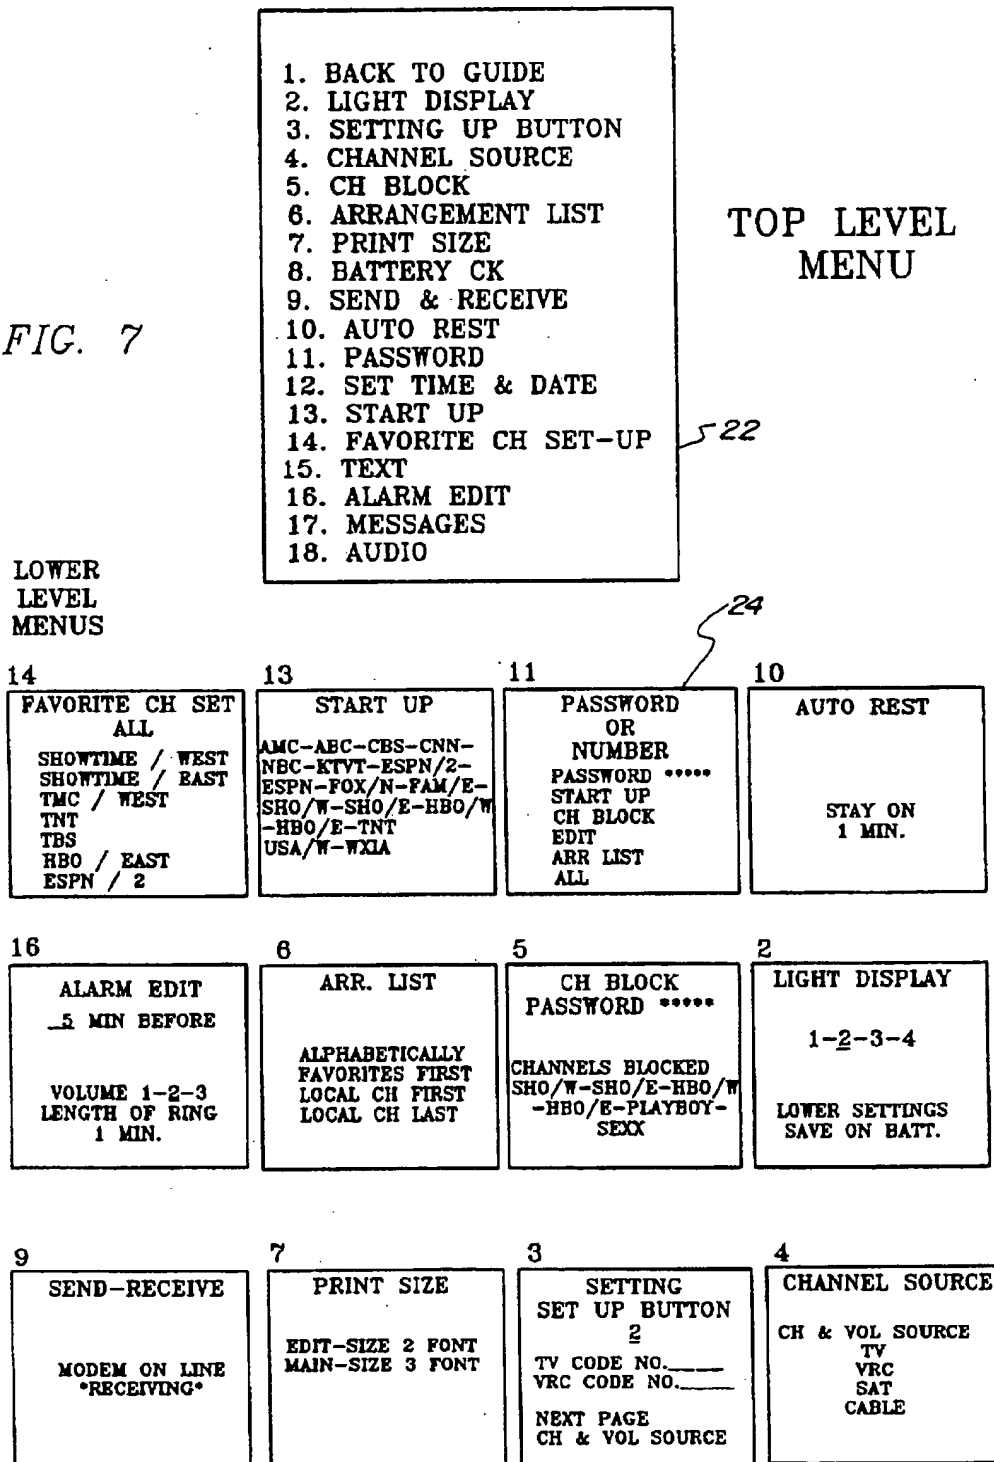 1. BACK TO GUIDE
2. LIGHT DISPLAY
3. SETTING UP BUTTON
4. CHANNEL SOURCE
5. CH BLOCK
6. ARRANGEMENT LIST
7. PRINT SIZE
8. BATTERY CK
9. SEND & RECEIVE
10. AUTO REST
11. PASSWORD
12. SET TIME & DATE
13. START UP
14. FAVORITE CH SET-UP
15. TEXT
16. ALARM EDIT
17. MESSAGES
18. AUDIO
TOP LEVEL
MENU
FIG. 7
22
LOWER
LEVEL
MENUS
24
14
FAVORITE CH SET
ALL
SHOWTIME / WEST
SHOWTIME / EAST
TMC / WEST
TNT
TBS
HBO / EAST
ESPN / 2
13
START UP
AMC-ABC-CBS-CNN-
NBC-KTVT-ESPN/2-
ESPN-FOX/N-FAM/E-
SHO/W-SHO/E-HBO/W
-HBO/E-TNT
USA/W-WXIA
11
PASSWORD
OR
NUMBER
PASSWORD *****
START UP
CH BLOCK
EDIT
ARR LIST
ALL
10
AUTO REST
STAY ON
1 MIN.
16
ALARM EDIT
_5 MIN BEFORE
VOLUME 1-2-3
LENGTH OF RING
1 MIN.
6
ARR. LIST
ALPHABETICALLY
FAVORITES FIRST
LOCAL CH FIRST
LOCAL CH LAST
5
CH BLOCK
PASSWORD *****
CHANNELS BLOCKED
SHO/W-SHO/E-HBO/W
-HBO/E-PLAYBOY-
SEXX
2
LIGHT DISPLAY
1-2-3-4
LOWER SETTINGS
SAVE ON BATT.
9
SEND-RECEIVE
MODEM ON LINE
*RECEIVING*
7
PRINT SIZE
EDIT-SIZE 2 FONT
MAIN-SIZE 3 FONT
3
SETTING
SET UP BUTTON
2
TV CODE NO._____
VRC CODE NO._____
NEXT PAGE
CH & VOL SOURCE
4
CHANNEL SOURCE
CH & VOL SOURCE
TV
VRC
SAT
CABLE